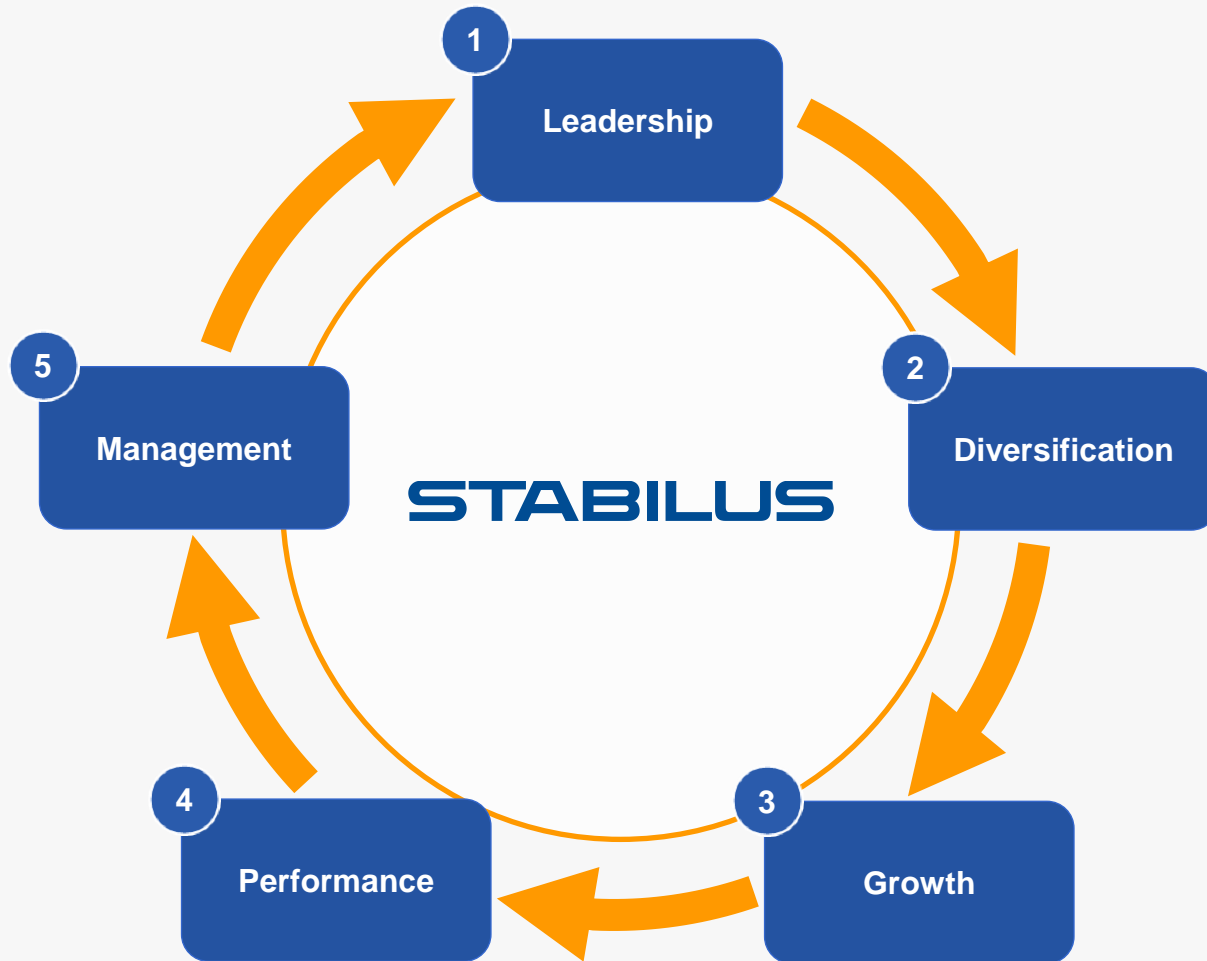 1
Leadership
2
Diversification
3
Growth
4
Performance
5
Management
STABILUS